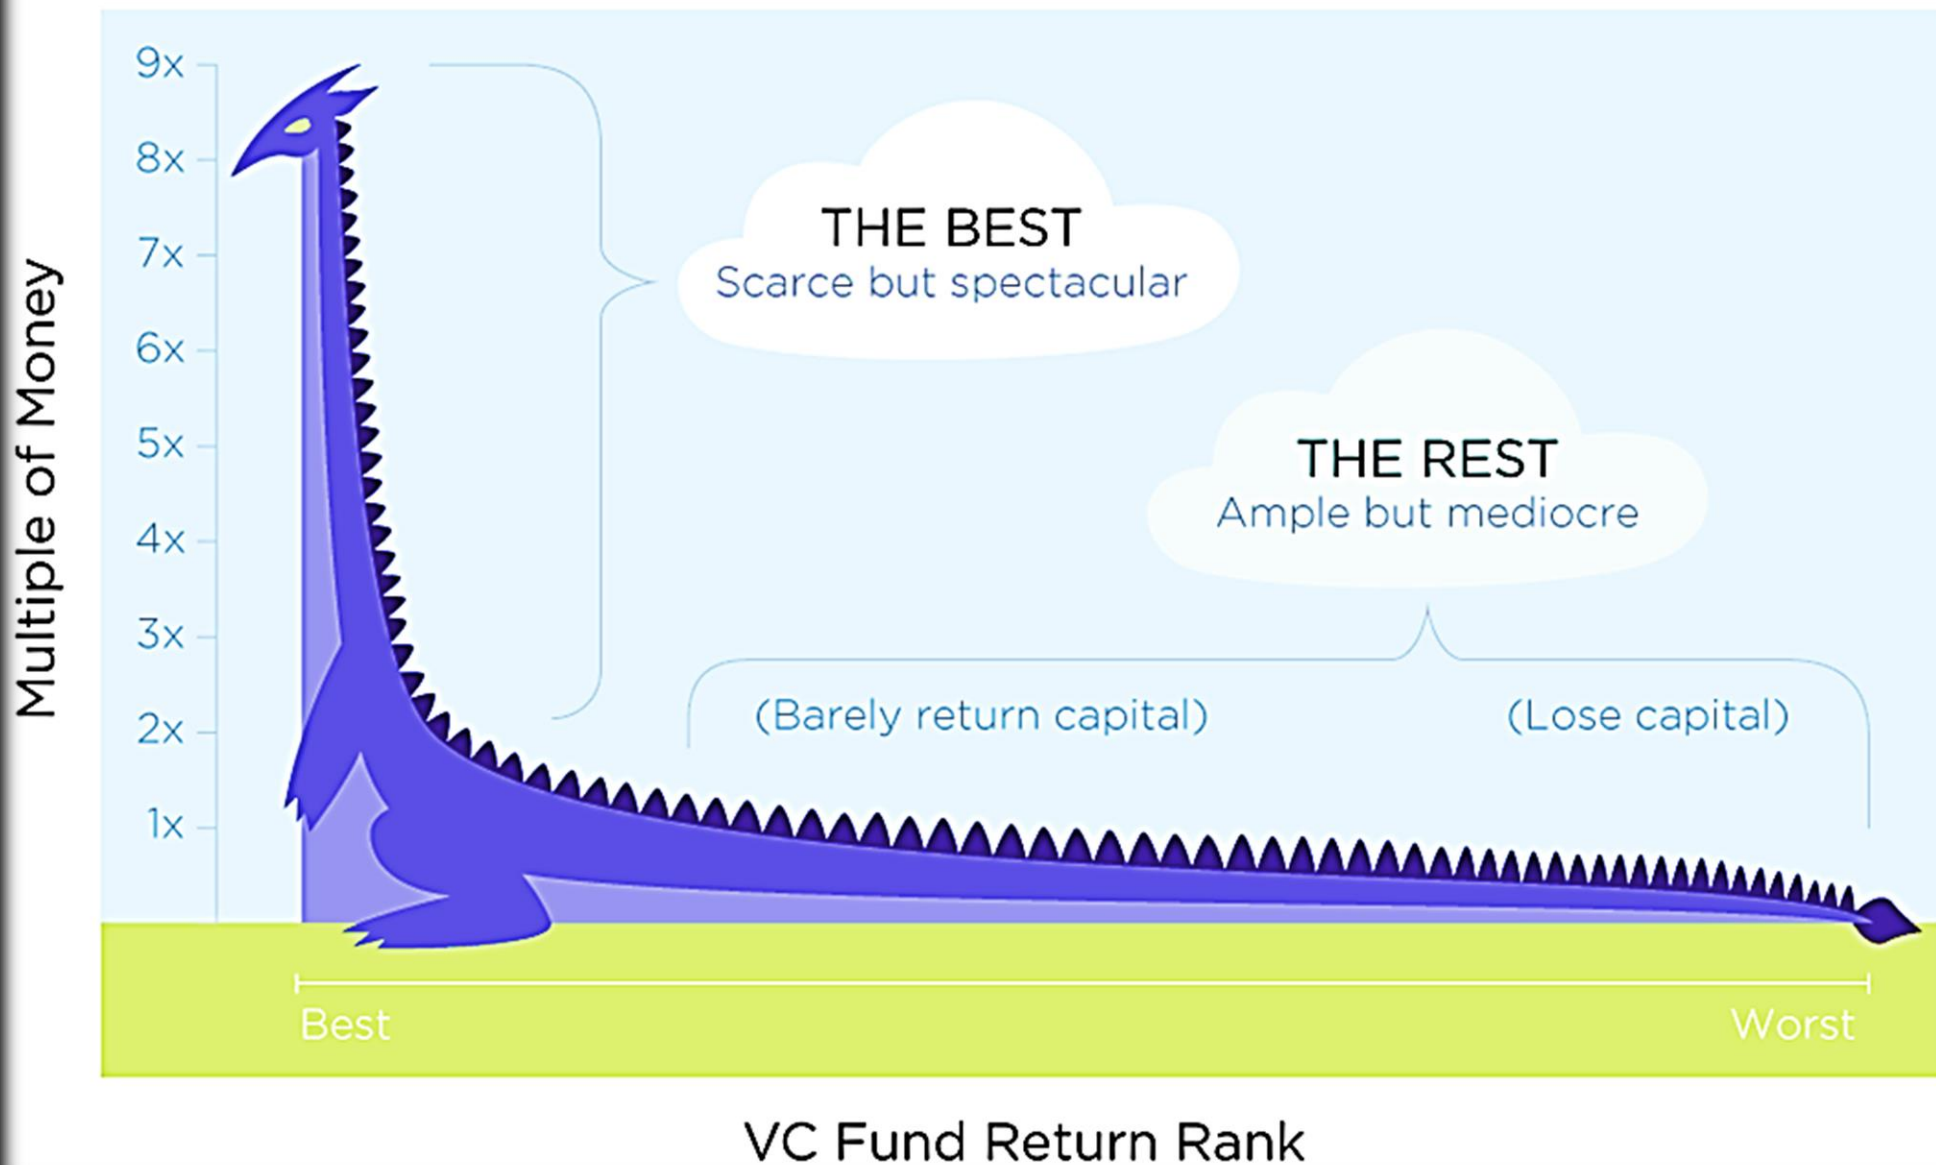 Multiple of Money
9x
8x
7x
6x
5x
4x
3x
2x
1x
THE BEST
Scarce but spectacular
THE REST
Ample but mediocre
(Barely return capital)
(Lose capital)
Best
Worst
VC Fund Return Rank